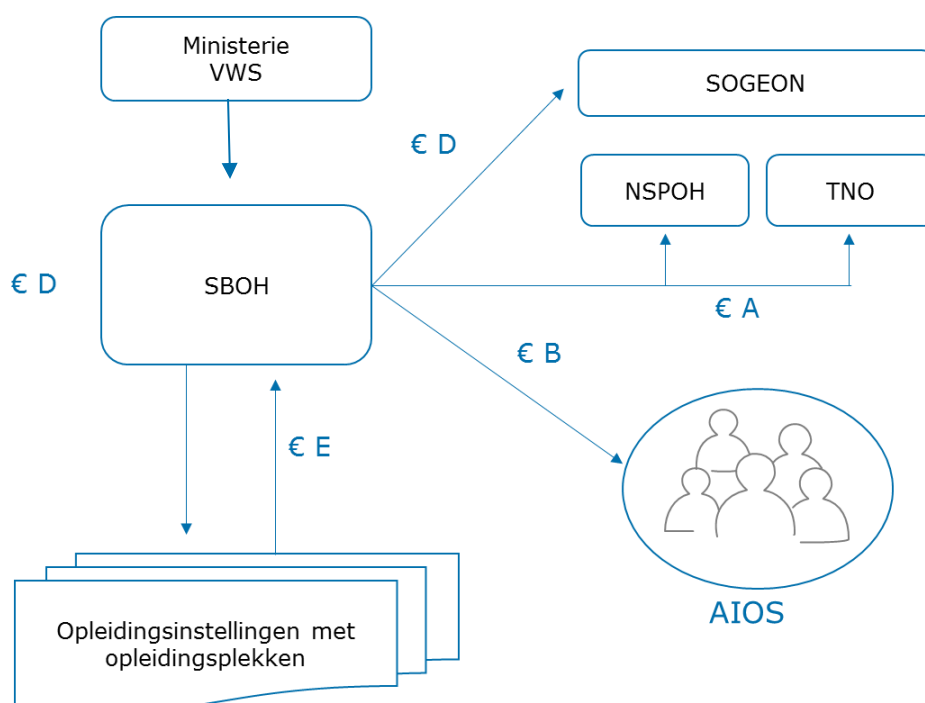 Ministerie
VWS
SOGEON
€ D
NSPOH
TNO
SBOH
€ D
€ A
€ B
€ E
AIOS
Opleidingsinstellingen met
opleidingsplekken